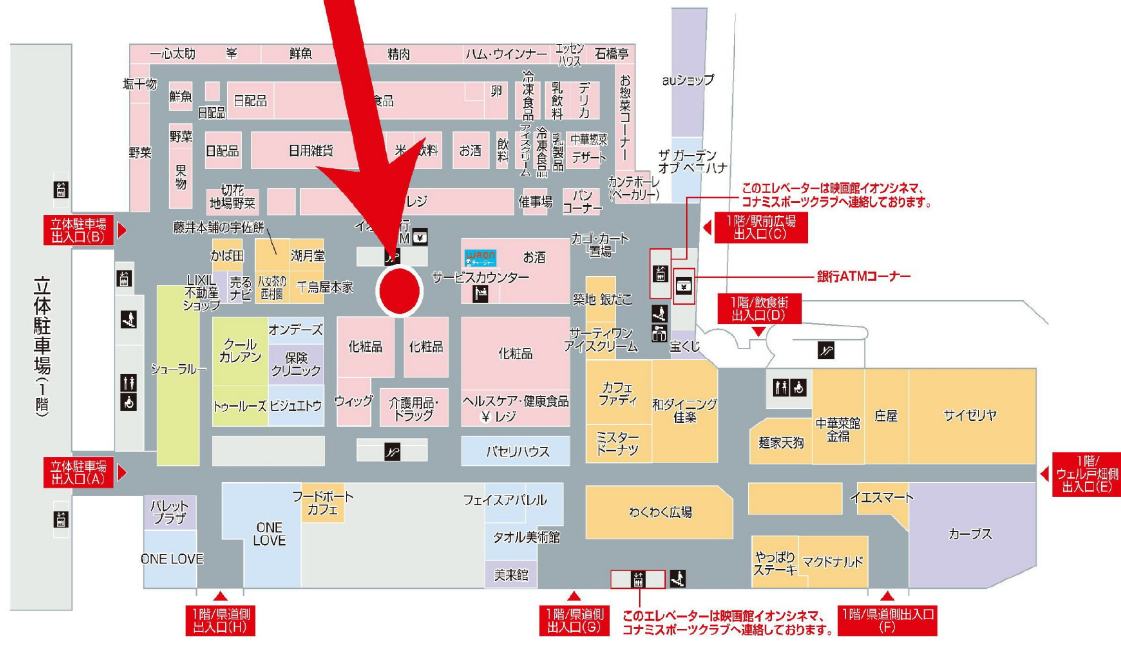 一心太助
峯
鮮魚
精肉
ハム・ウインナー
エッセン
ハウス
石橋亭
塩干物
鮮魚
日配品
日配品
食品
卵
冷凍食品
乳飲料
デリカ
お惣菜コーナー
auショップ
野菜
野菜
果物
日配品
日用雑貨
米
飲料
お酒
飲料
アイスクリーム
冷凍食品
乳製品
中華惣菜
デザート
ザ ガーデン
オブ ペーハナ
切花
地場野菜
レジ
催事場
パン
コーナー
カンテボーレ
(ベーカリー)
このエレベーターは映画館イオンシネマ、
コナミスポーツクラブへ連絡しております。
立体駐車場
出入口(B)
藤井本舗の宇佐餅
イオ
行
M
カゴ・カート
置場
1階/駅前広場
出入口(C)
かば田
湖月堂
waon
お酒
サービスカウンター
銀行ATMコーナー
LIXIL
不動産
ショップ
売る
ナビ
八女茶の
西村園
千鳥屋本家
築地 銀だこ
1階/飲食街
出入口(D)
立体駐車場(1階)
シューラルー
クール
カレアン
オンデーズ
保険
クリニック
化粧品
化粧品
化粧品
サーティワン
アイスクリーム
宝くじ
トゥールーズ
ビジュエトウ
ウィッグ
介護用品・
ドラッグ
ヘルスケア・健康食品
¥レジ
カフェ
ファディ
和ダイニング
佳楽
ミスター
ドーナツ
麺家天狗
中華菜館
金福
庄屋
サイゼリヤ
パセリハウス
立体駐車場
出入口(A)
1階/
ウェル戸畑側
出入口(E)
パレット
プラザ
ONE LOVE
ONE
LOVE
フードポート
カフェ
フェイスアパレル
タオル美術館
美来館
わくわく広場
イエスマート
カーブス
やっぱり
ステーキ
マクドナルド
1階/県道側
出入口(H)
1階/県道側
出入口(G)
このエレベーターは映画館イオンシネマ、
コナミスポーツクラブへ連絡しております。
1階/県道側出入口
(F)